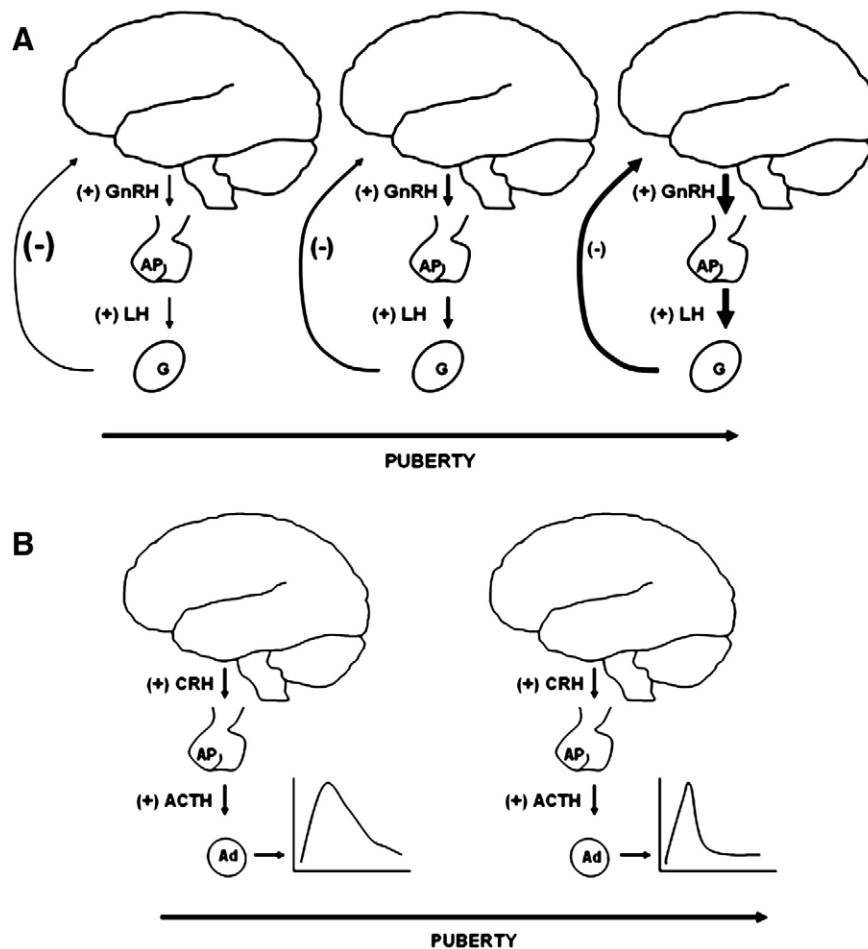 A
(+) GnRH
(-)
AP
(+) LH
G
(+) GnRH
(-)
AP
(+) LH
G
(+) GnRH
(-)
AP
(+) LH
G
PUBERTY
B
(+) CRH
AP
(+) ACTH
Ad
(+) CRH
AP
(+) ACTH
Ad
PUBERTY